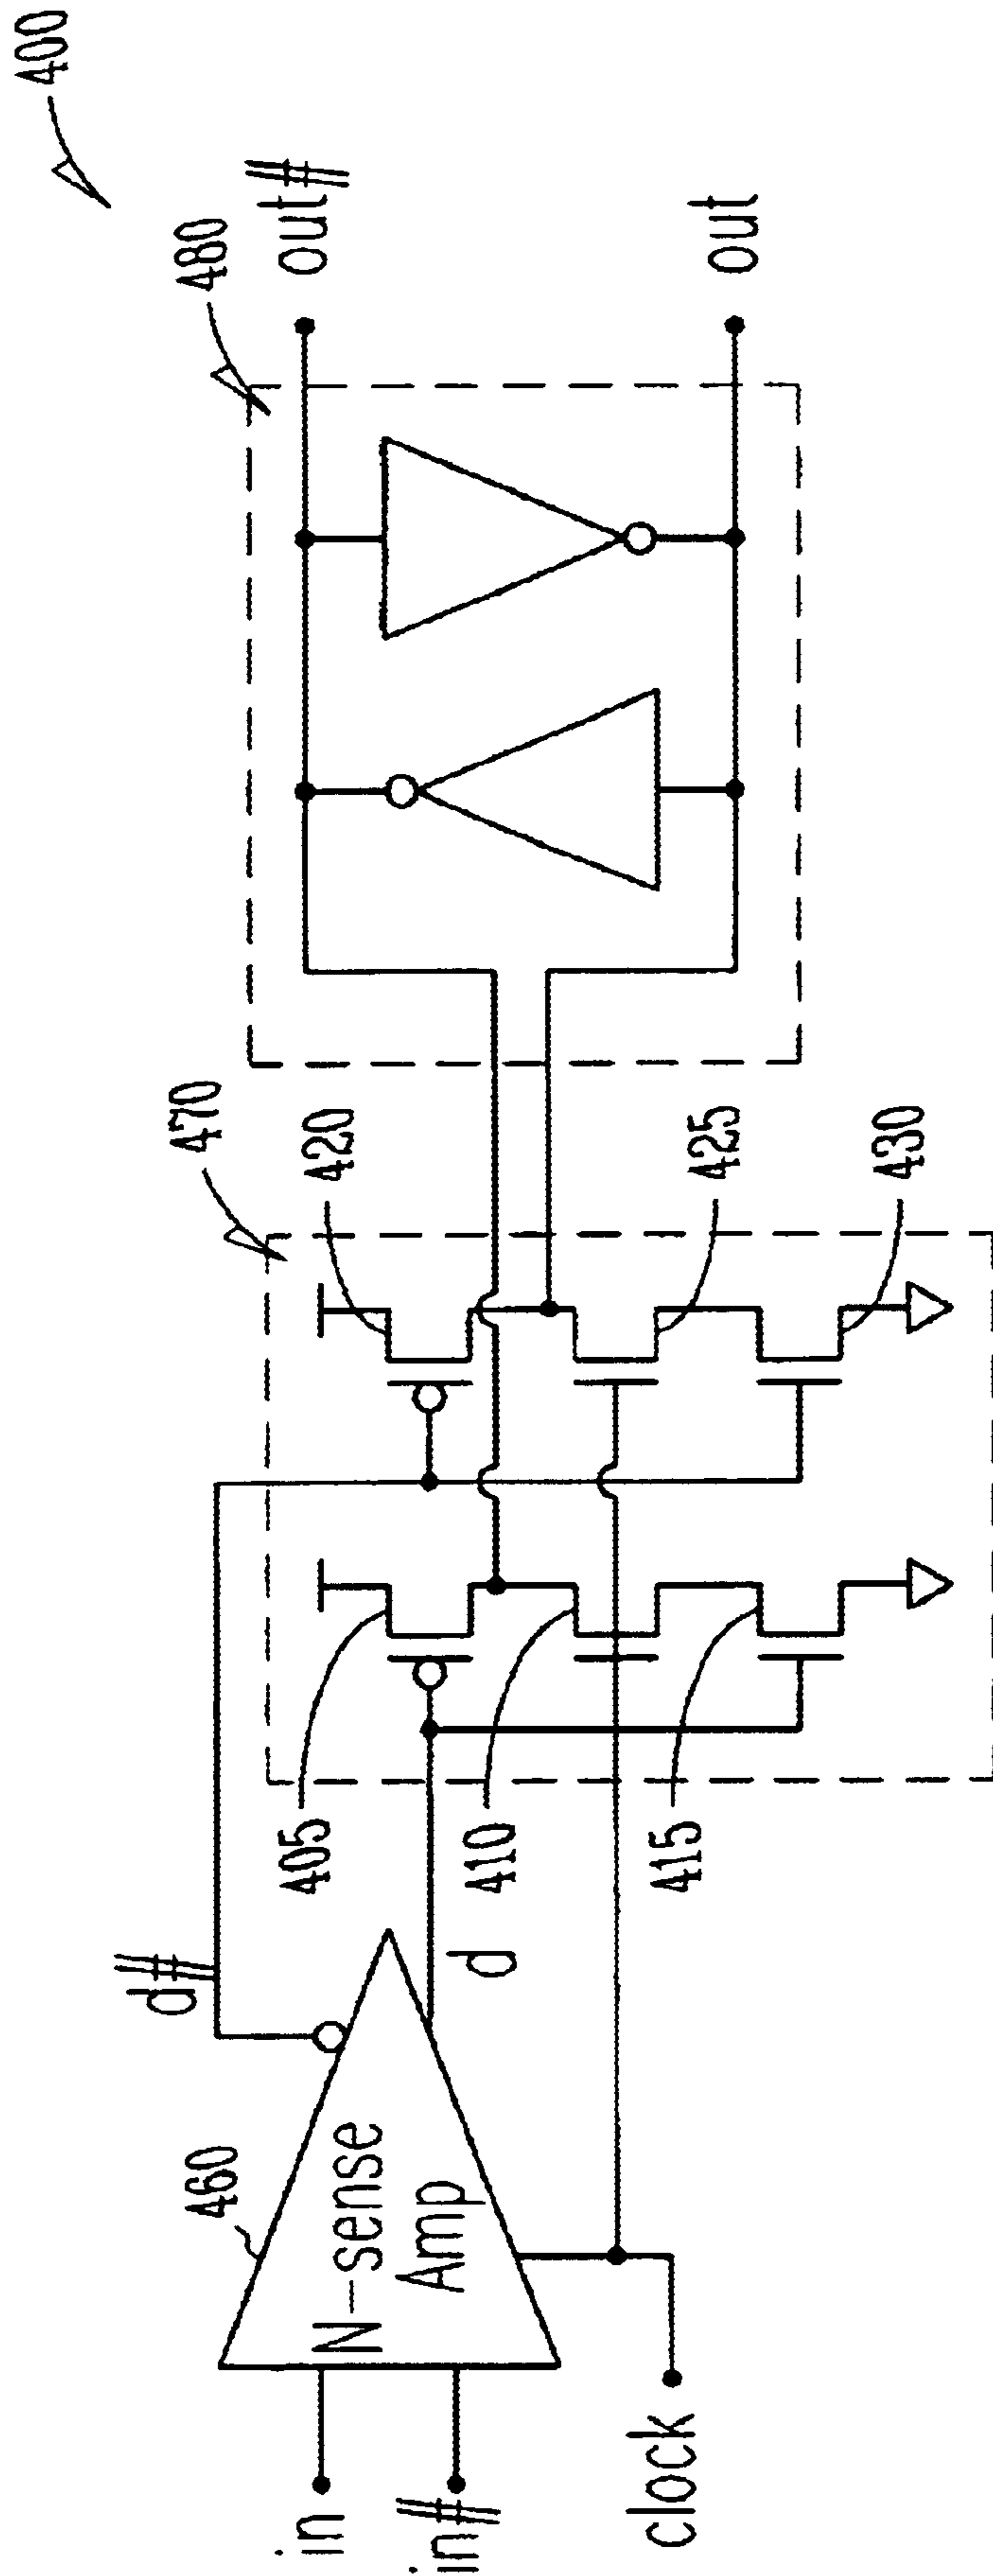 400
480
out#
out
470
420
425
430
405
410
415
d#
d
460
N-sense
Amp
in
in#
clock